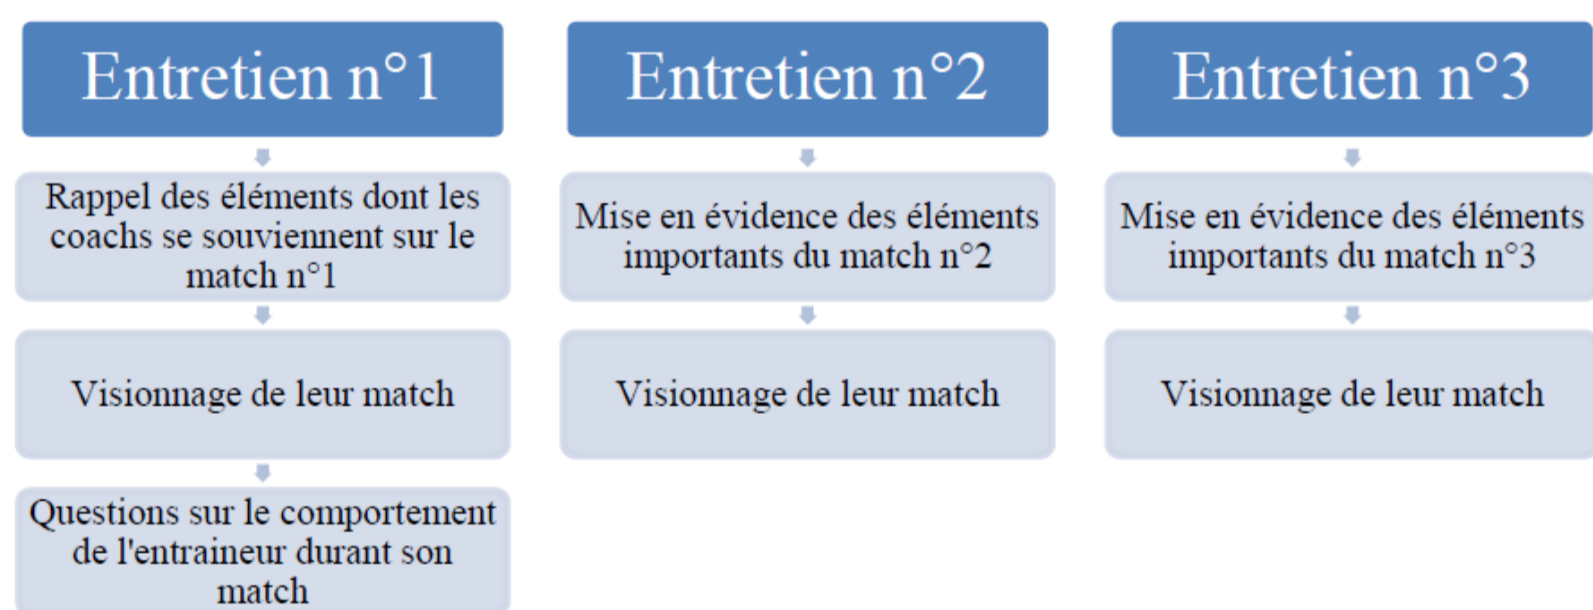 Entretien n°1
Rappel des éléments dont les
coachs se souviennent sur le
match n°1
Visionnage de leur match
Questions sur le comportement
de l'entraineur durant son
match
Entretien n°2
Mise en évidence des éléments
importants du match n°2
Visionnage de leur match
Entretien n°3
Mise en évidence des éléments
importants du match n°3
Visionnage de leur match